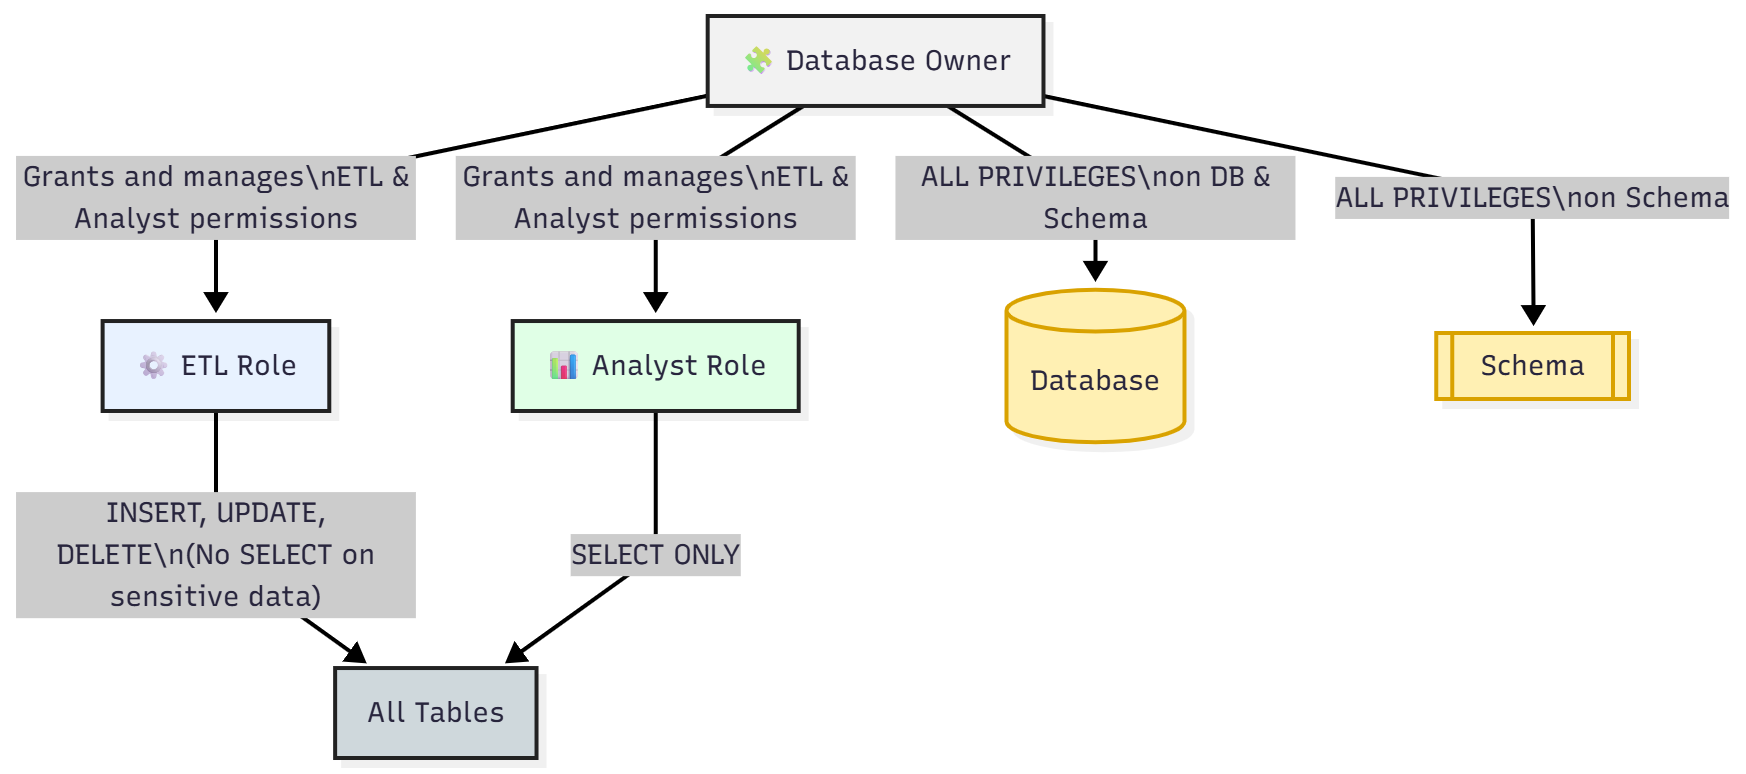 Database Owner
Grants and manages\nETL &
Analyst permissions
Grants and manages\nETL &
Analyst permissions
ALL PRIVILEGES\non DB &
Schema
ALL PRIVILEGES\non Schema
ETL Role
Analyst Role
Database
Schema
INSERT, UPDATE,
DELETE\n(No SELECT on
sensitive data)
SELECT ONLY
All Tables